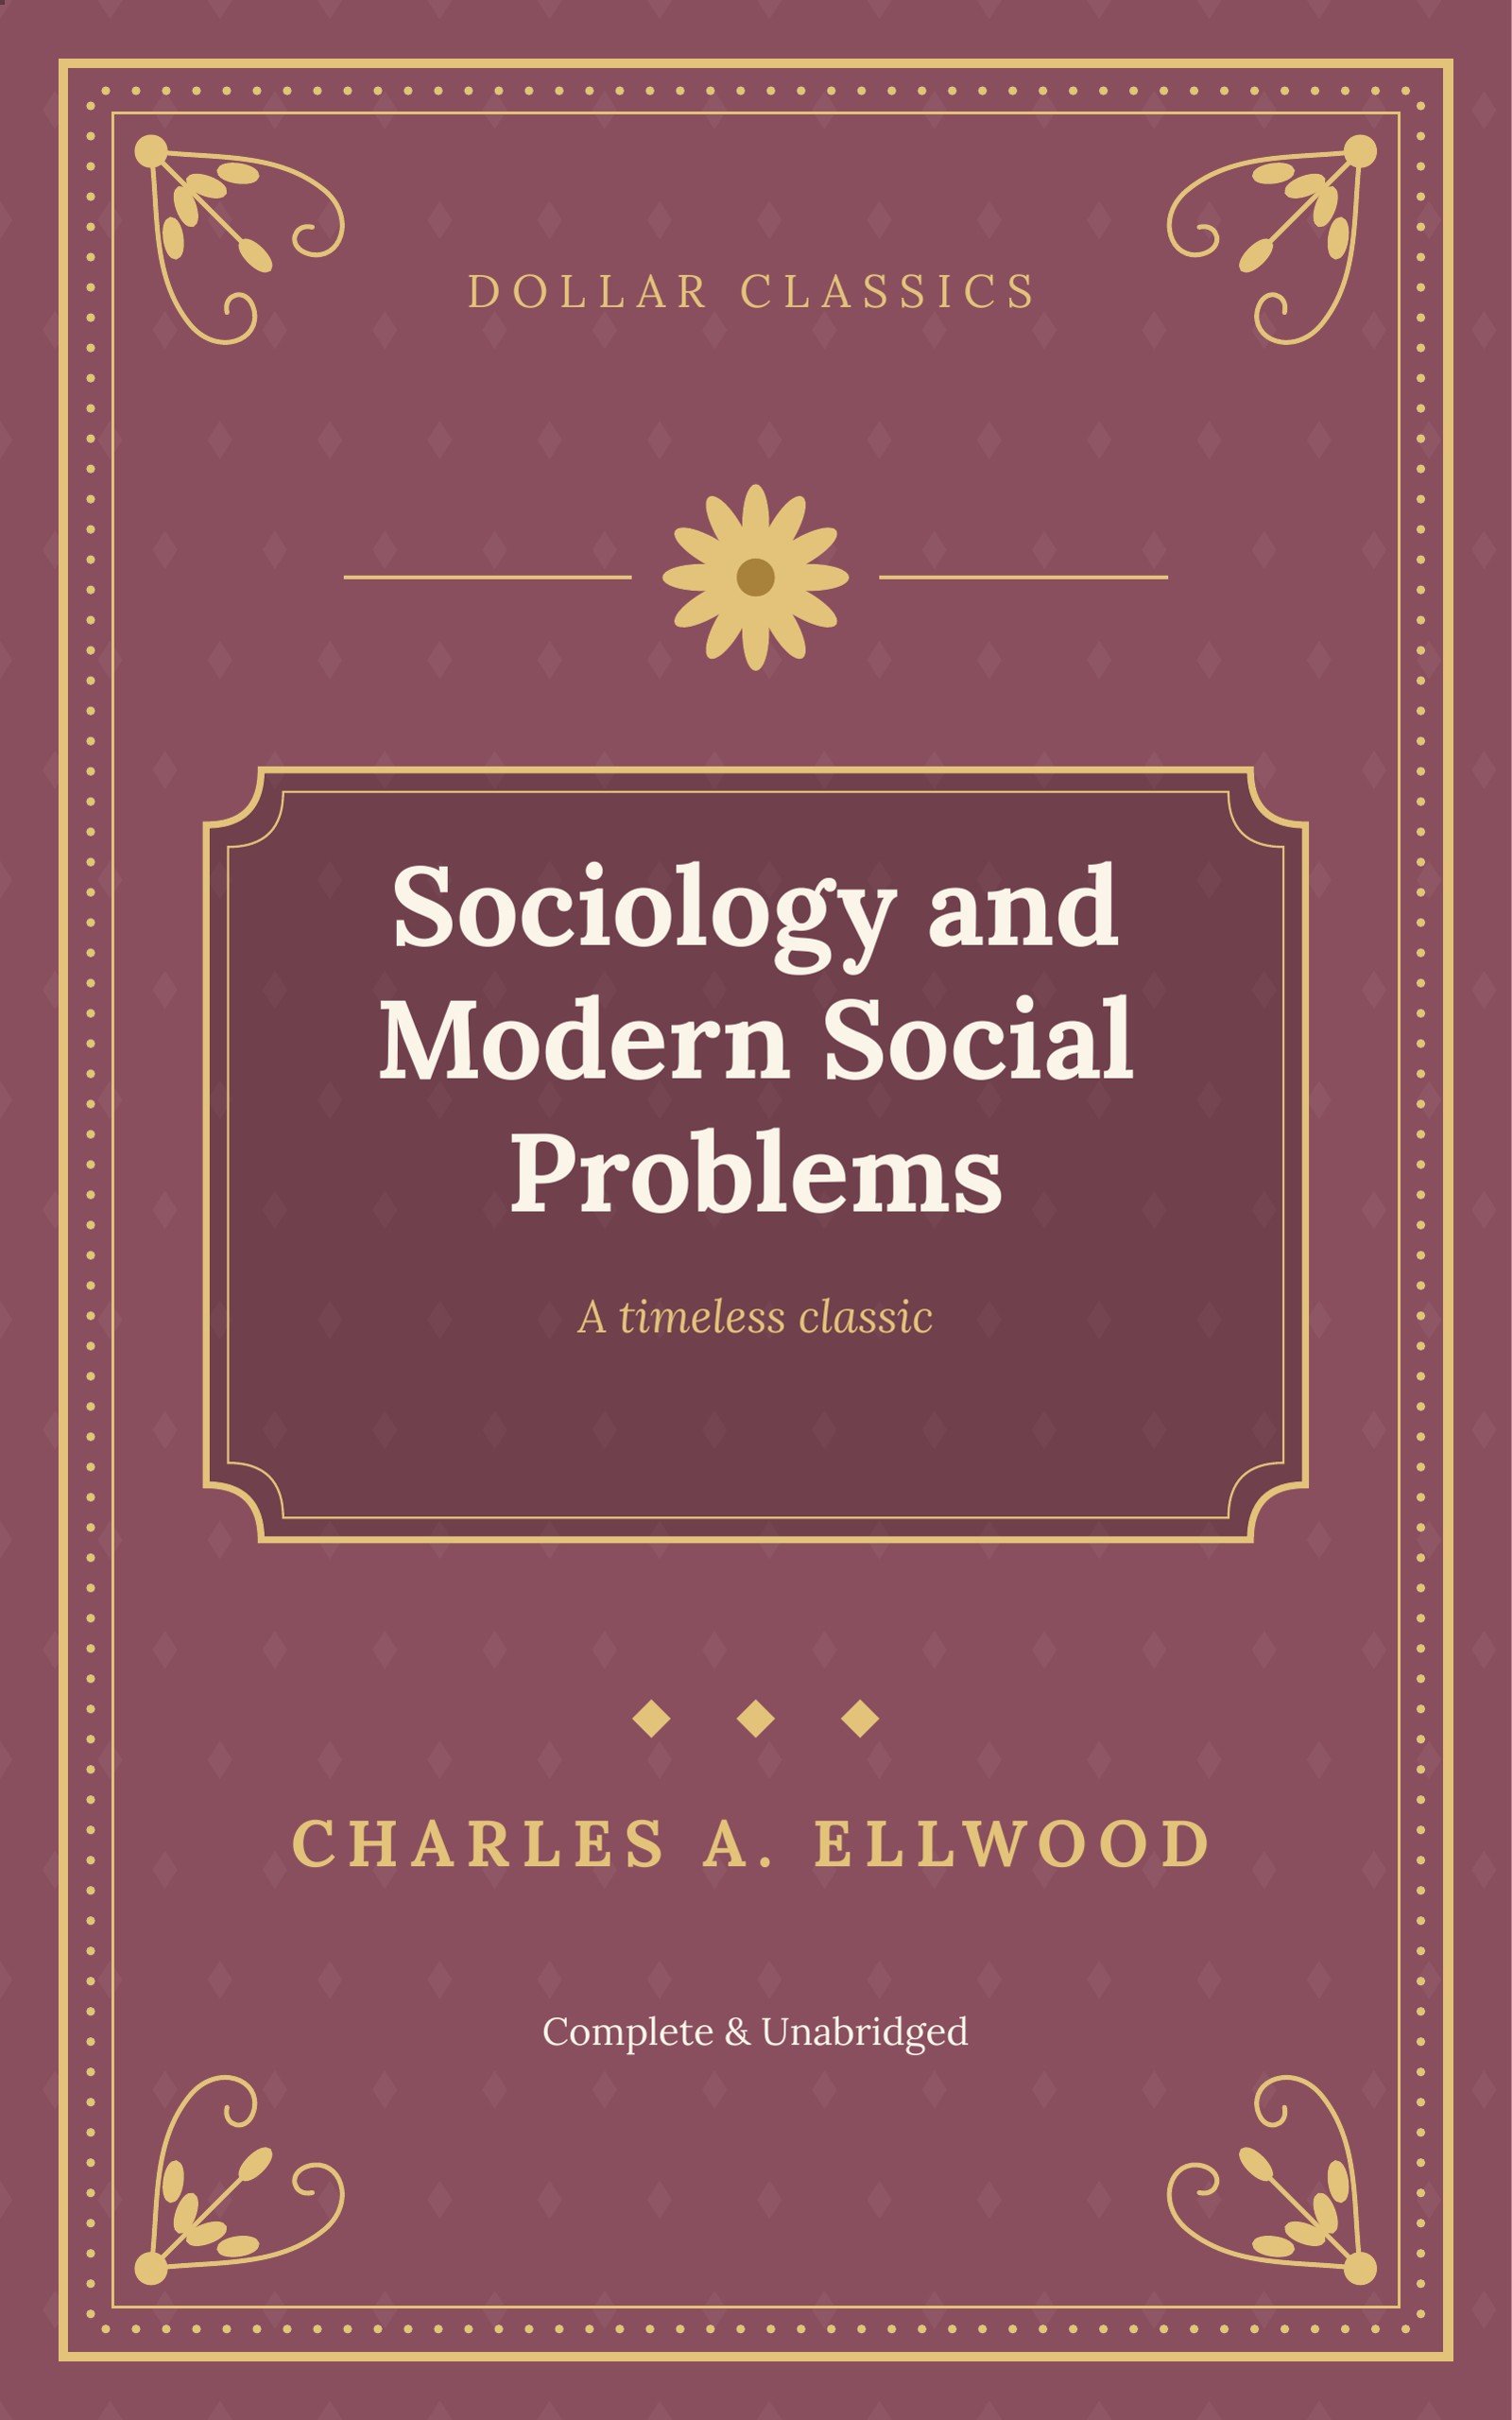 DOLLAR CLASSICS
Sociology and
Modern Social
Problems
A timeless classic
CHARLES A. ELLWOOD
Complete & Unabridged